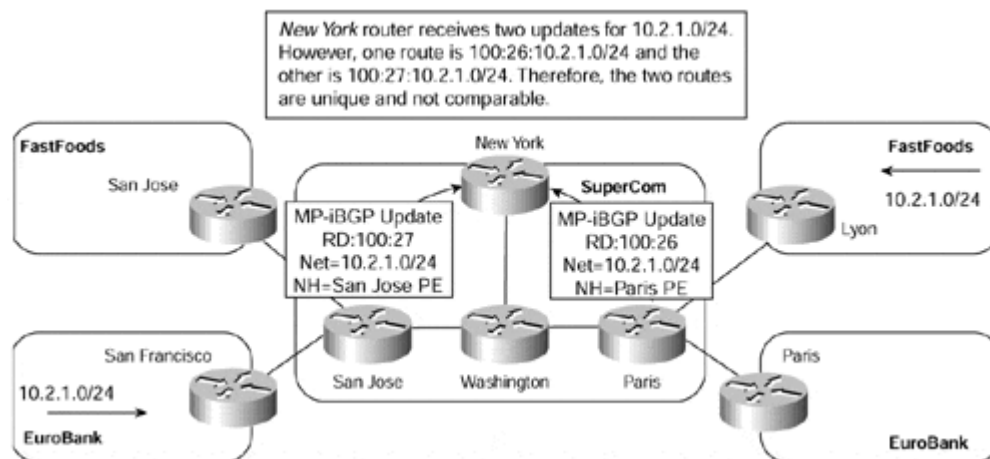 New York router receives two updates for 10.2.1.0/24.
However, one route is 100:26:10.2.1.0/24 and the
other is 100:27:10.2.1.0/24. Therefore, the two routes
are unique and not comparable.
FastFoods
San Jose
New York
SuperCom
FastFoods
10.2.1.0/24
Lyon
MP-iBGP Update
RD:100:27
Net=10.2.1.0/24
NH=San Jose PE
MP-iBGP Update
RD:100:26
Net=10.2.1.0/24
NH=Paris PE
San Francisco
10.2.1.0/24
EuroBank
San Jose
Washington
Paris
Paris
EuroBank